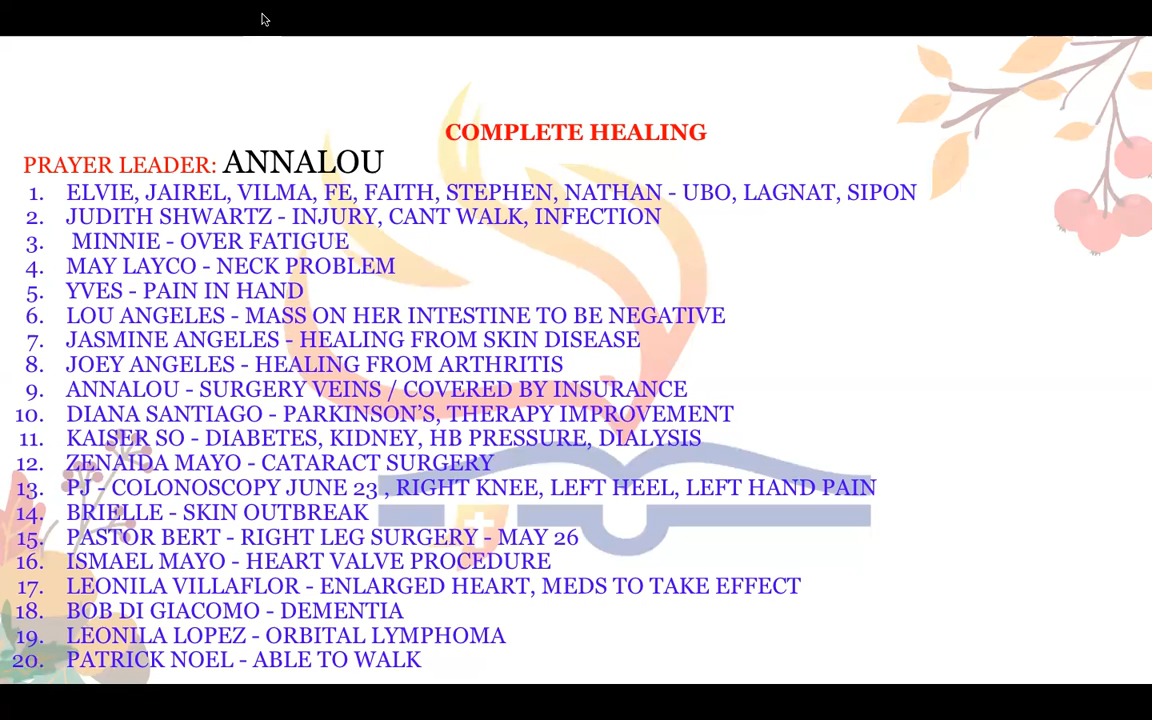 COMPLETE HEALING
PRAYER LEADER: ANNALOU
1. ELVIE, JAIREL, VILMA, FE, FAITH, STEPHEN, NATHAN - UBO, LAGNAT, SIPON
2. JUDITH SHWARTZ - INJURY, CANT WALK, INFECTION
3. MINNIE - OVER FATIGUE
4. MAY LAYCO - NECK PROBLEM
5. YVES - PAIN IN HAND
6. LOU ANGELES - MASS ON HER INTESTINE TO BE NEGATIVE
7. JASMINE ANGELES - HEALING FROM SKIN DISEASE
8. JOEY ANGELES - HEALING FROM ARTHRITIS
9. ANNALOU - SURGERY VEINS / COVERED BY INSURANCE
10. DIANA SANTIAGO - PARKINSON’S, THERAPY IMPROVEMENT
11. KAISER SO - DIABETES, KIDNEY, HB PRESSURE, DIALYSIS
12. ZENAIDA MAYO - CATARACT SURGERY
13. PJ - COLONOSCOPY JUNE 23 , RIGHT KNEE, LEFT HEEL, LEFT HAND PAIN
14. BRIELLE - SKIN OUTBREAK
15. PASTOR BERT - RIGHT LEG SURGERY - MAY 26
16. ISMAEL MAYO - HEART VALVE PROCEDURE
17. LEONILA VILLAFLOR - ENLARGED HEART, MEDS TO TAKE EFFECT
18. BOB DI GIACOMO - DEMENTIA
19. LEONILA LOPEZ - ORBITAL LYMPHOMA
20. PATRICK NOEL - ABLE TO WALK